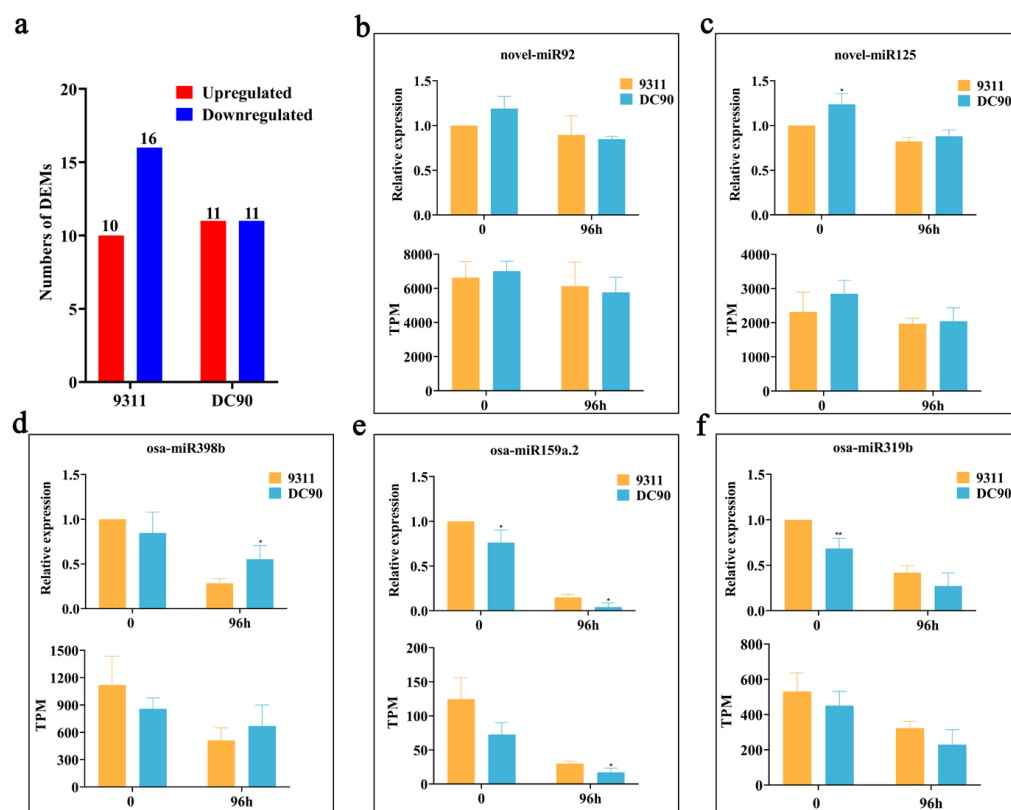 a
20
15
10
5
0
Numbers of DEMs
Upregulated
Downregulated
10
16
11
11
9311
DC90
b
novel-miR92
9311
DC90
Relative expression
1.5
1.0
0.5
0.0
0
96h
TPM
8000
6000
4000
2000
0
0
96h
c
novel-miR125
9311
DC90
Relative expression
1.5
1.0
0.5
0.0
*
0
96h
TPM
4000
3000
2000
1000
0
0
96h
d
osa-miR398b
9311
DC90
Relative expression
1.5
1.0
0.5
0.0
*
0
96h
TPM
1500
1200
900
600
300
0
0
96h
e
osa-miR159a.2
9311
DC90
Relative expression
1.5
1.0
0.5
0.0
*
*
0
96h
TPM
200
150
100
50
0
*
0
96h
f
osa-miR319b
9311
DC90
Relative expression
1.5
1.0
0.5
0.0
**
0
96h
TPM
800
600
400
200
0
0
96h